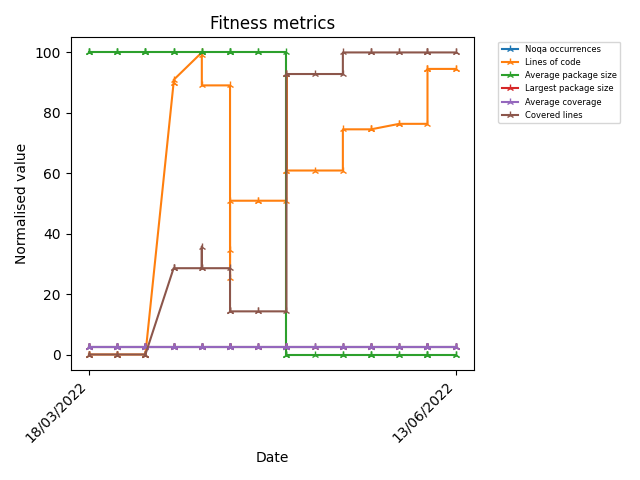 Fitness metrics
100
80
60
40
20
0
Normalised value
18/03/2022
13/06/2022
Date
Noqa occurrences
Lines of code
Average package size
Largest package size
Average coverage
Covered lines